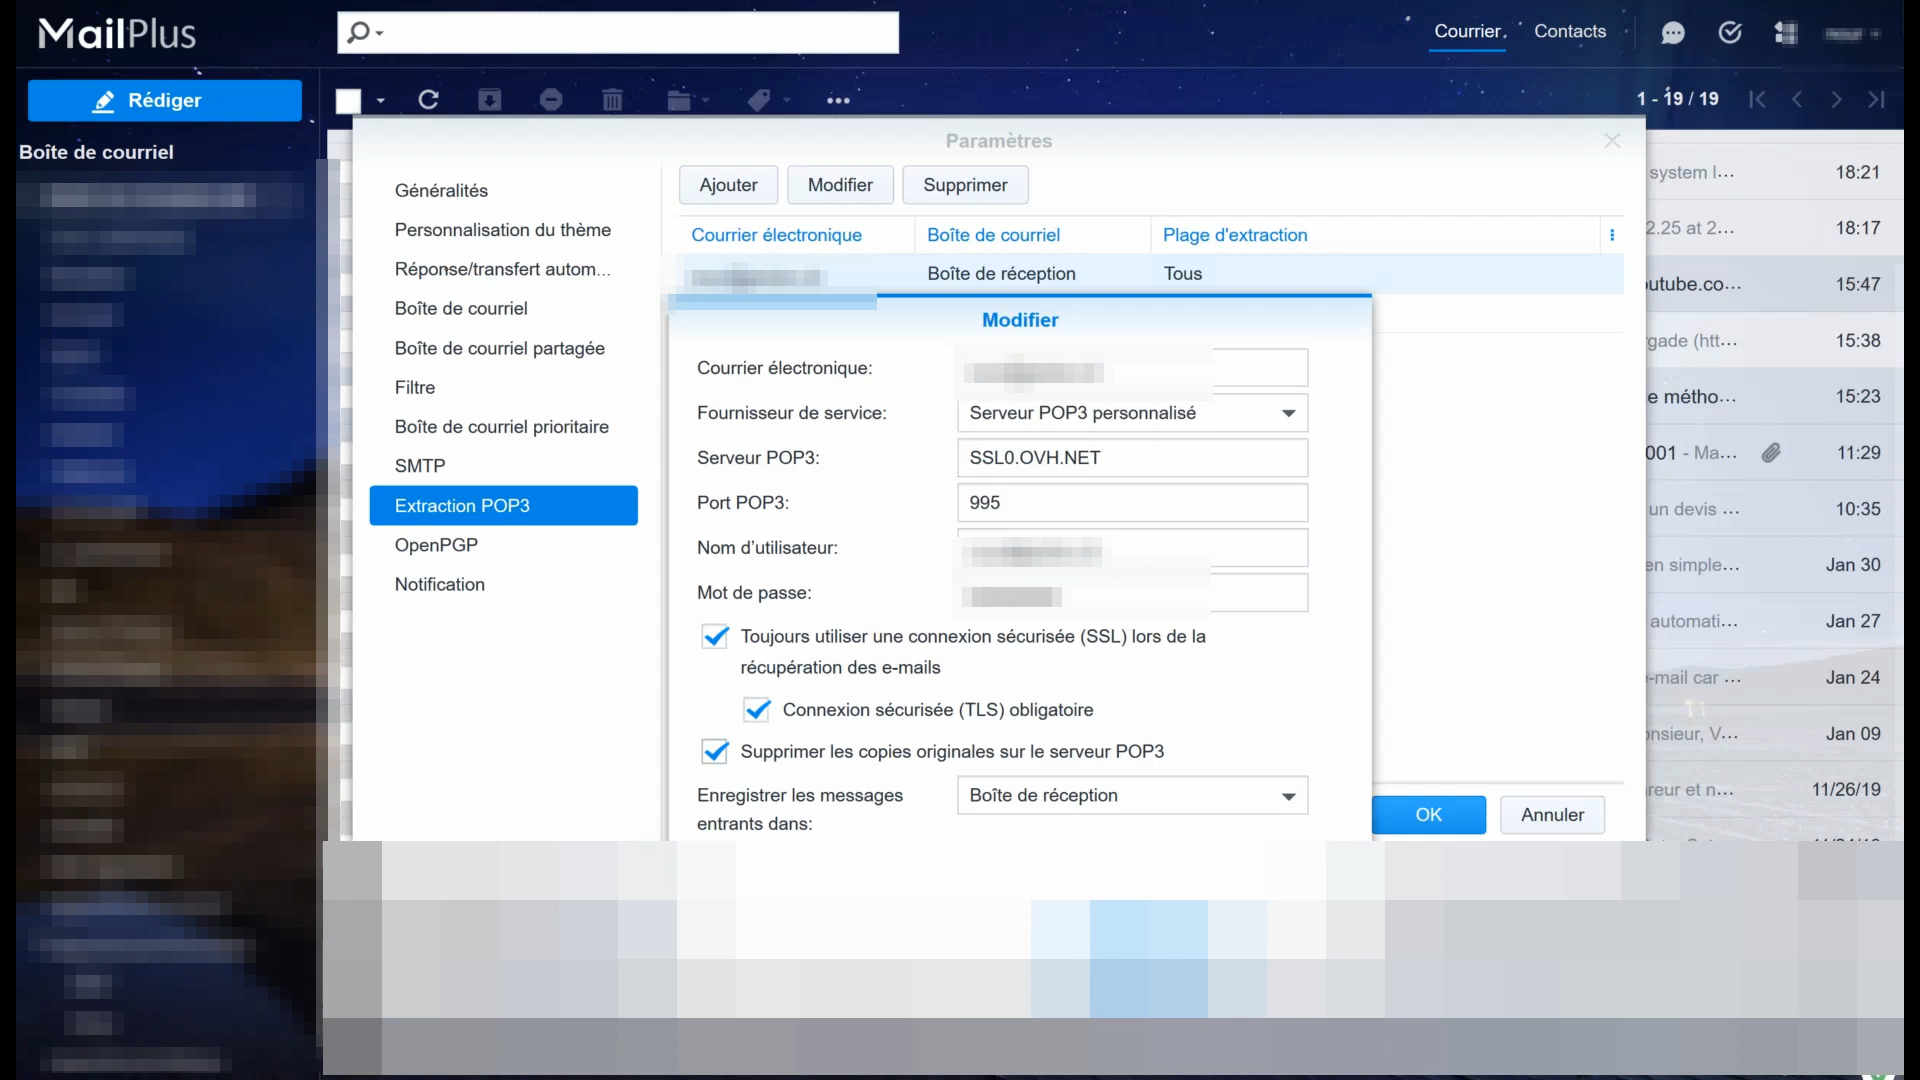 MailPlus
Courrier
Contacts
Rédiger
1 - 19 / 19
Boîte de courriel
Paramètres
Généralités
Personnalisation du thème
Réponse/transfert autom...
Boîte de courriel
Boîte de courriel partagée
Filtre
Boîte de courriel prioritaire
SMTP
Extraction POP3
OpenPGP
Notification
Ajouter
Modifier
Supprimer
Courrier électronique
Boîte de courriel
Plage d'extraction
Boîte de réception
Tous
Modifier
Courrier électronique:
Fournisseur de service:
Serveur POP3 personnalisé
Serveur POP3:
SSL0.OVH.NET
Port POP3:
995
Nom d'utilisateur:
Mot de passe:
Toujours utiliser une connexion sécurisée (SSL) lors de la
récupération des e-mails
Connexion sécurisée (TLS) obligatoire
Supprimer les copies originales sur le serveur POP3
Enregistrer les messages
entrants dans:
Boîte de réception
OK
Annuler
system l... 18:21
2.25 at 2... 18:17
outube.co... 15:47
rgade (htt... 15:38
e métho... 15:23
001 - Ma... 11:29
un devis ... 10:35
en simple... Jan 30
automati... Jan 27
e-mail car ... Jan 24
onsieur, V... Jan 09
reur et n... 11/26/19